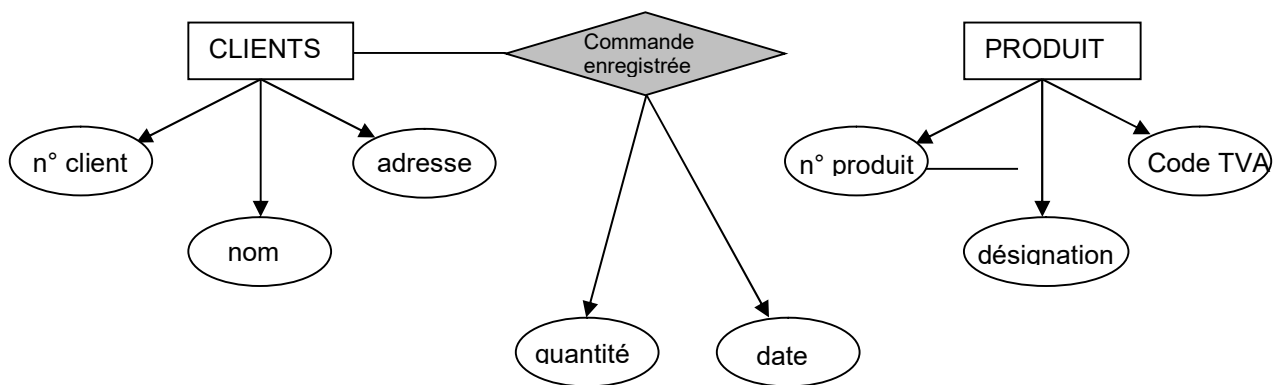 CLIENTS
Commande
enregistrée
PRODUIT
n° client
adresse
n° produit
Code TVA
nom
désignation
quantité
date